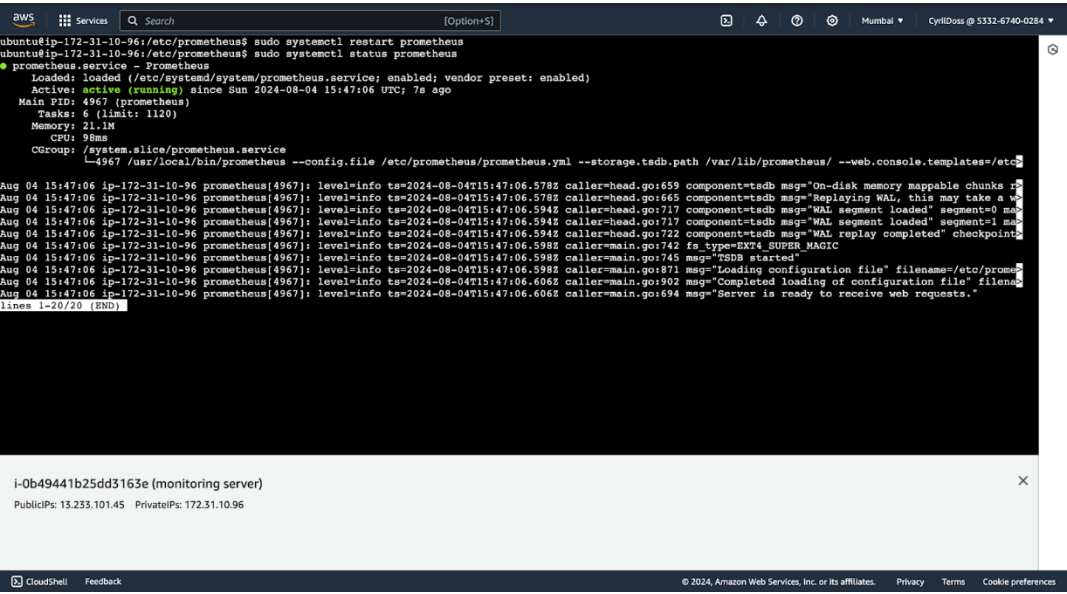 aws Services Search [Option+S] Mumbai ▼ CyrilDoss @ 5332-6740-0284 ▼
ubuntu@ip-172-31-10-96:/etc/prometheus$ sudo systemctl restart prometheus
ubuntu@ip-172-31-10-96:/etc/prometheus$ sudo systemctl status prometheus
● prometheus.service - Prometheus
Loaded: loaded (/etc/systemd/system/prometheus.service; enabled; vendor preset: enabled)
Active: active (running) since Sun 2024-08-04 15:47:06 UTC; 7s ago
Main PID: 4967 (prometheus)
Tasks: 6 (limit: 1120)
Memory: 21.1M
CPU: 98ms
CGroup: /system.slice/prometheus.service
└─4967 /usr/local/bin/prometheus --config.file /etc/prometheus/prometheus.yml --storage.tsdb.path /var/lib/prometheus/ --web.console.templates=/etc>
Aug 04 15:47:06 ip-172-31-10-96 prometheus[4967]: level=info ts=2024-08-04T15:47:06.578Z caller=head.go:659 component=tsdb msg="On-disk memory mappable chunks r>
Aug 04 15:47:06 ip-172-31-10-96 prometheus[4967]: level=info ts=2024-08-04T15:47:06.578Z caller=head.go:665 component=tsdb msg="Replaying WAL, this may take a w>
Aug 04 15:47:06 ip-172-31-10-96 prometheus[4967]: level=info ts=2024-08-04T15:47:06.594Z caller=head.go:717 component=tsdb msg="WAL segment loaded" segment=0 ma>
Aug 04 15:47:06 ip-172-31-10-96 prometheus[4967]: level=info ts=2024-08-04T15:47:06.594Z caller=head.go:717 component=tsdb msg="WAL segment loaded" segment=1 ma>
Aug 04 15:47:06 ip-172-31-10-96 prometheus[4967]: level=info ts=2024-08-04T15:47:06.594Z caller=head.go:722 component=tsdb msg="WAL replay completed" checkpoint>
Aug 04 15:47:06 ip-172-31-10-96 prometheus[4967]: level=info ts=2024-08-04T15:47:06.598Z caller=main.go:742 fs_type=EXT4_SUPER_MAGIC
Aug 04 15:47:06 ip-172-31-10-96 prometheus[4967]: level=info ts=2024-08-04T15:47:06.598Z caller=main.go:745 msg="TSDB started"
Aug 04 15:47:06 ip-172-31-10-96 prometheus[4967]: level=info ts=2024-08-04T15:47:06.598Z caller=main.go:871 msg="Loading configuration file" filename=/etc/prome>
Aug 04 15:47:06 ip-172-31-10-96 prometheus[4967]: level=info ts=2024-08-04T15:47:06.606Z caller=main.go:902 msg="Completed loading of configuration file" filena>
Aug 04 15:47:06 ip-172-31-10-96 prometheus[4967]: level=info ts=2024-08-04T15:47:06.606Z caller=main.go:694 msg="Server is ready to receive web requests."
lines 1-20/20 (END)
i-0b49441b25dd3163e (monitoring server)
PublicIPs: 13.233.101.45 PrivateIPs: 172.31.10.96
CloudShell Feedback © 2024, Amazon Web Services, Inc. or its affiliates. Privacy Terms Cookie preferences